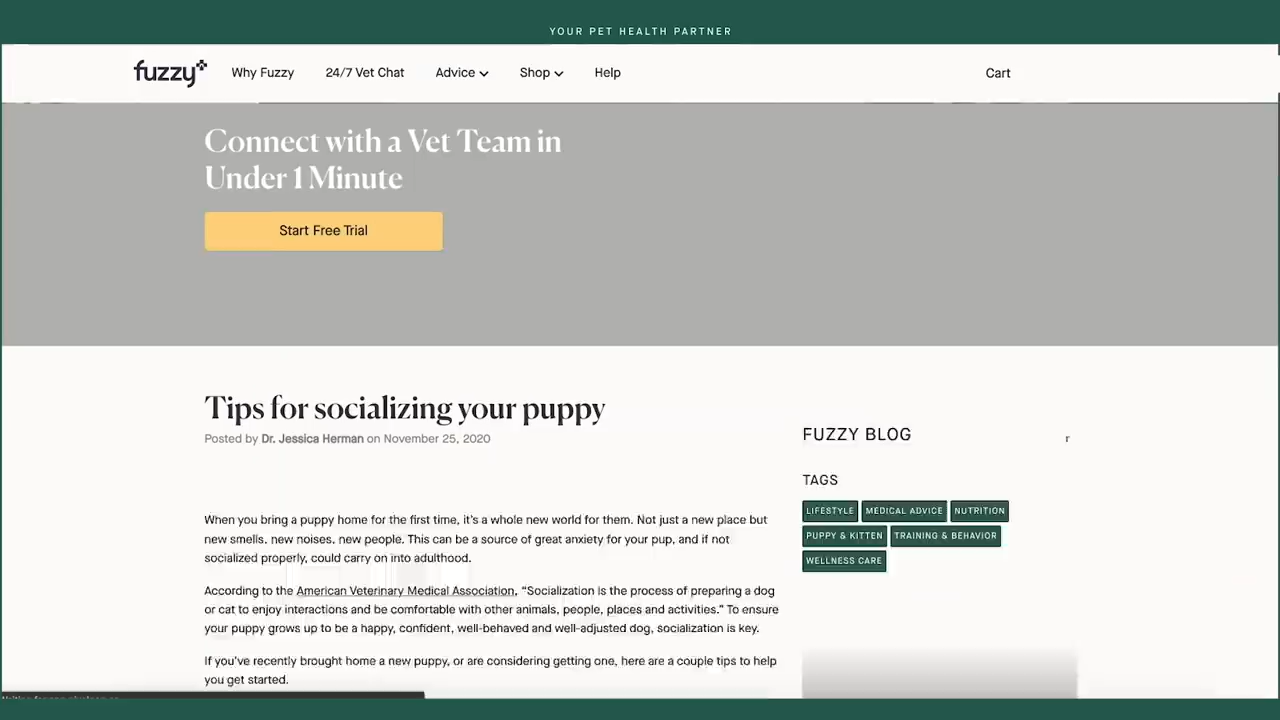 YOUR PET HEALTH PARTNER
fuzzy Why Fuzzy 24/7 Vet Chat Advice Shop Help Cart
Connect with a Vet Team in
Under 1 Minute
Start Free Trial
Tips for socializing your puppy
Posted by Dr. Jessica Herman on November 25, 2020
When you bring a puppy home for the first time, it's a whole new world for them. Not just a new place but
new smells, new noises, new people. This can be a source of great anxiety for your pup, and if not
socialized properly, could carry on into adulthood.
According to the American Veterinary Medical Association, “Socialization is the process of preparing a dog
or cat to enjoy interactions and be comfortable with other animals, people, places and activities.” To ensure
your puppy grows up to be a happy, confident, well-behaved and well-adjusted dog, socialization is key.
If you've recently brought home a new puppy, or are considering getting one, here are a couple tips to help
you get started.
FUZZY BLOG
r
TAGS
LIFESTYLE MEDICAL ADVICE NUTRITION
PUPPY & KITTEN TRAINING & BEHAVIOR
WELLNESS CARE